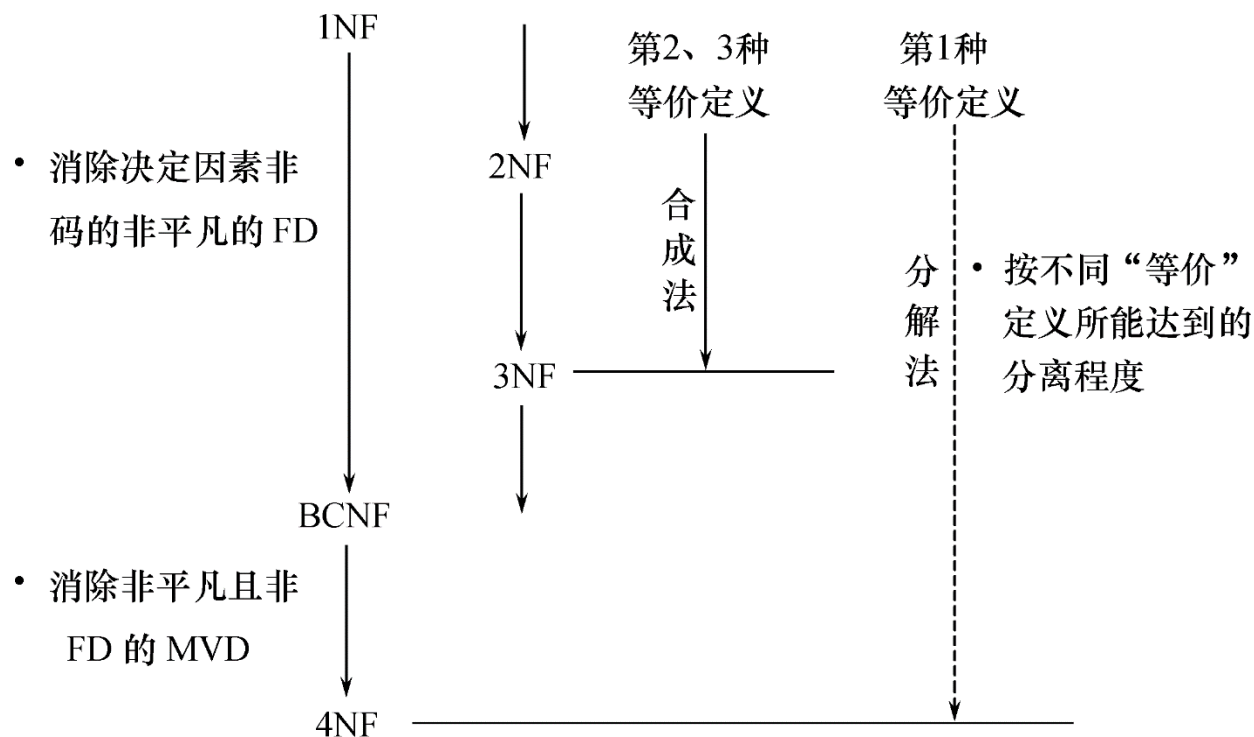 1NF
• 消除决定因素非
码的非平凡的 FD
BCNF
• 消除非平凡且非
FD 的 MVD
4NF
2NF
3NF
第2、3种
等价定义
合
成
法
第1种
等价定义
分
解
法
• 按不同“等价”
定义所能达到的
分离程度